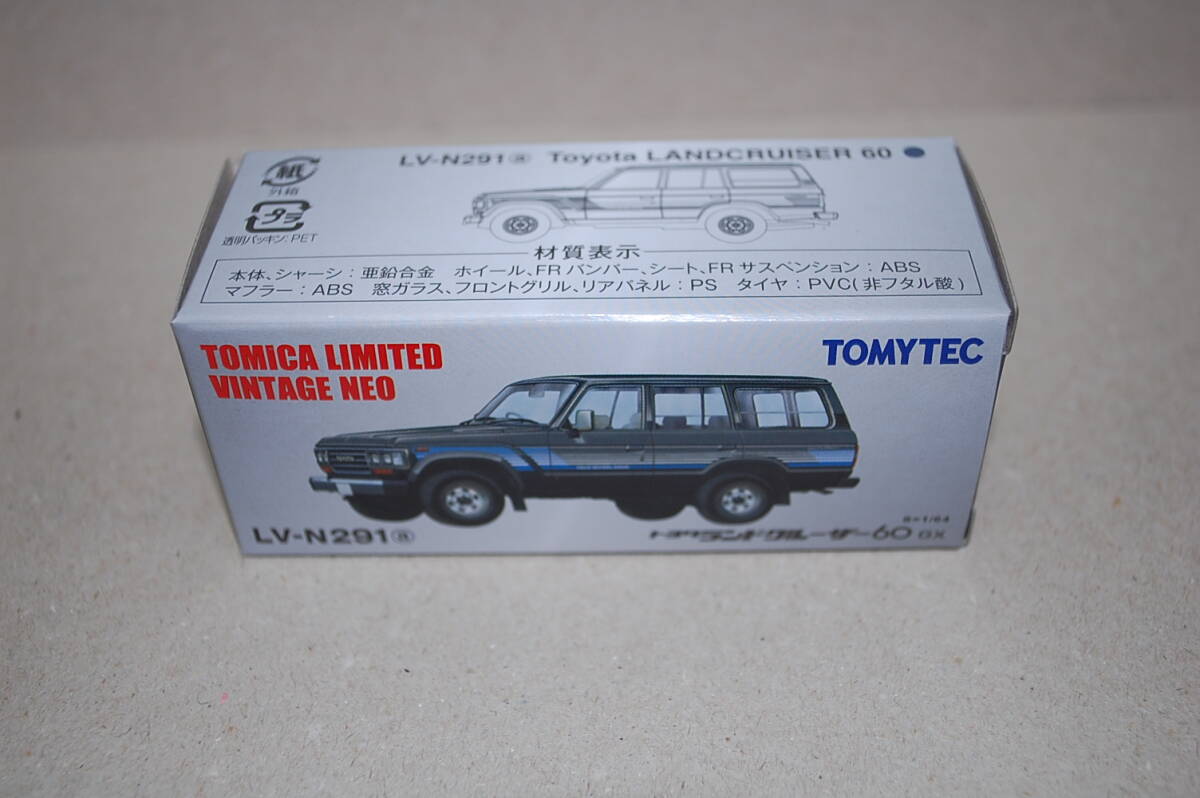 LV-N291ⓐ Toyota LANDCRUISER 60
紙
外箱
プラ
透明パッキン:PET
材質表示
本体、シャーシ:亜鉛合金 ホイール、FRバンパー、シート、FRサスペンション:ABS
マフラー:ABS 窓ガラス、フロントグリル、リアパネル:PS タイヤ:PVC(非フタル酸)
TOMICA LIMITED
VINTAGE NEO
TOMYTEC
TOYOTA
S=1/64
LV-N291ⓐ
トヨタランドクルーザー60 GX